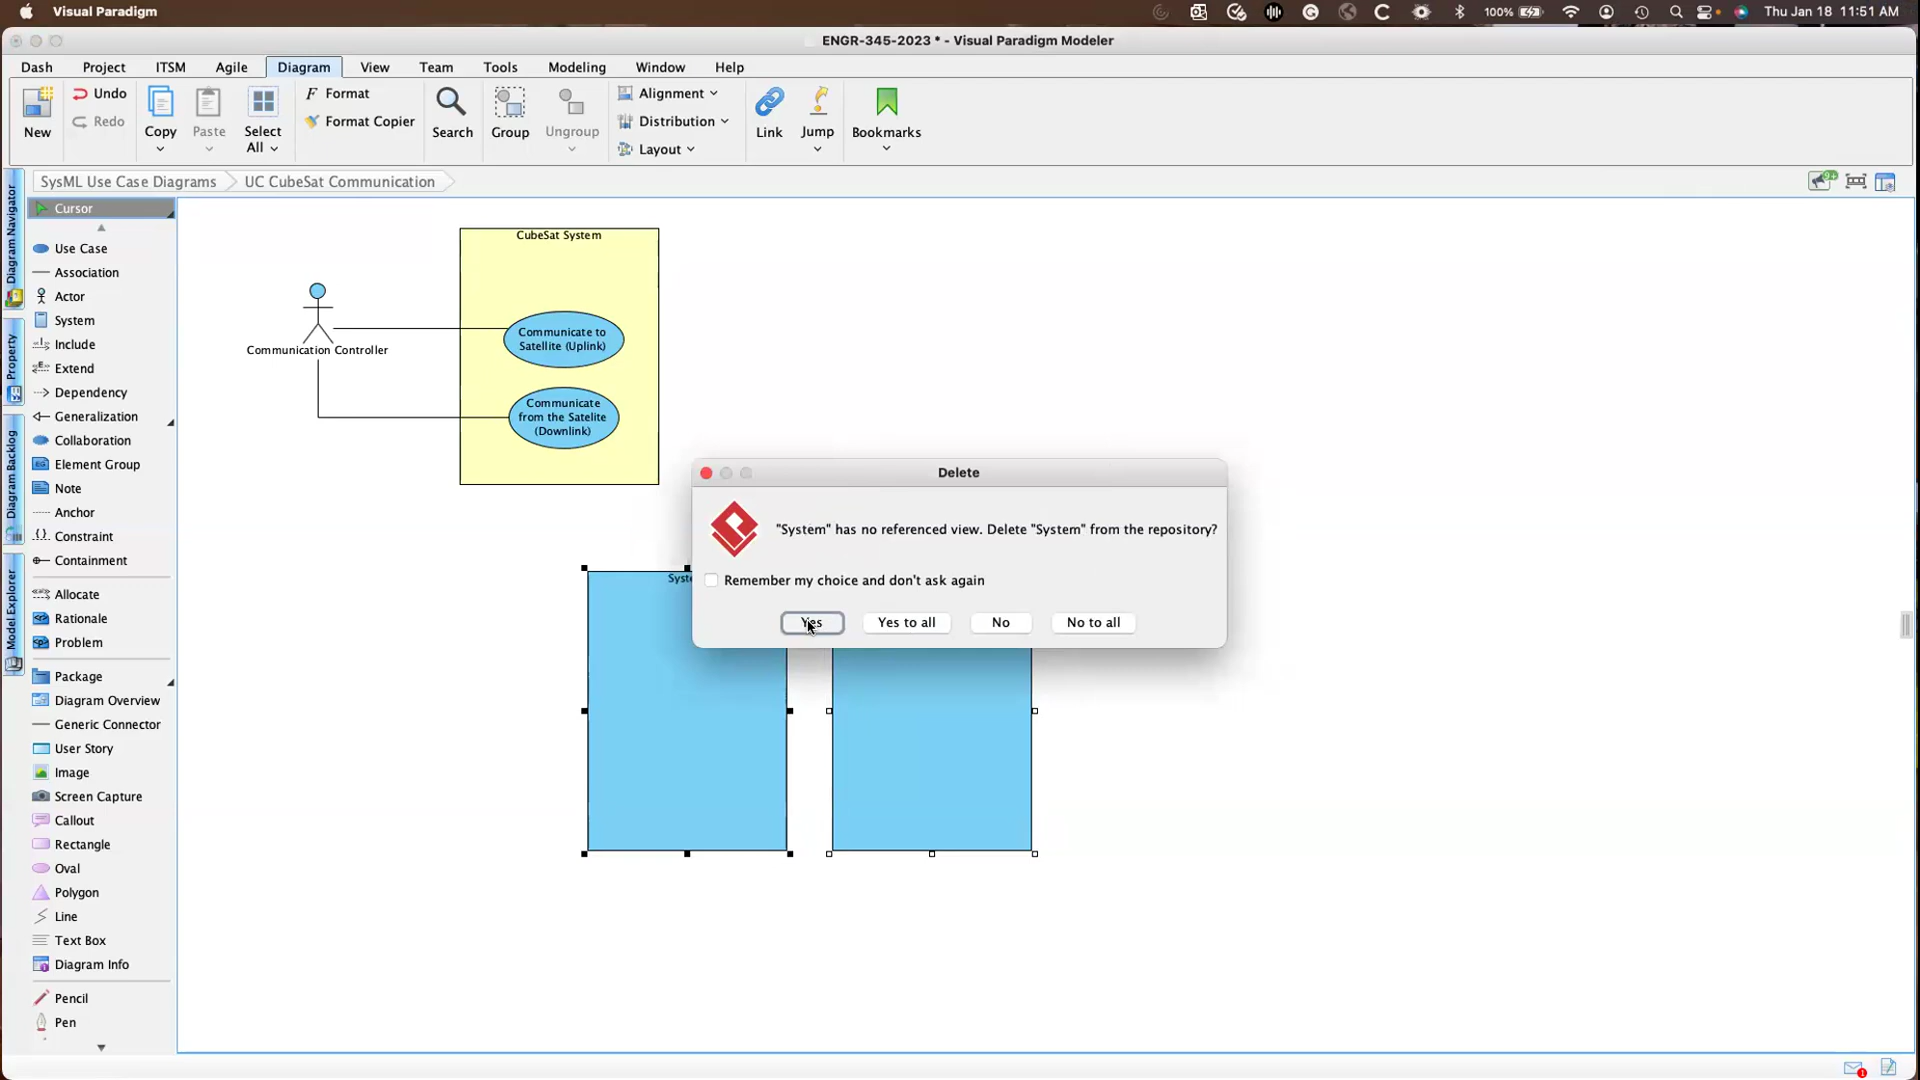 Visual Paradigm
100%
Thu Jan 18 11:51 AM
ENGR-345-2023 * - Visual Paradigm Modeler
Dash Project ITSM Agile Diagram View Team Tools Modeling Window Help
New
Undo
Redo
Copy
Paste
Select
All
Format
Format Copier
Search
Group
Ungroup
Alignment
Distribution
Layout
Link
Jump
Bookmarks
SysML Use Case Diagrams
UC CubeSat Communication
9+
Diagram Navigator
Property
Diagram Backlog
Model Explorer
Cursor
Use Case
Association
Actor
System
Include
Extend
Dependency
Generalization
Collaboration
Element Group
Note
Anchor
Constraint
Containment
Allocate
Rationale
Problem
Package
Diagram Overview
Generic Connector
User Story
Image
Screen Capture
Callout
Rectangle
Oval
Polygon
Line
Text Box
Diagram Info
Pencil
Pen
CubeSat System
Communication Controller
Communicate to
Satellite (Uplink)
Communicate
from the Satelite
(Downlink)
Delete
"System" has no referenced view. Delete "System" from the repository?
Remember my choice and don't ask again
Yes
Yes to all
No
No to all